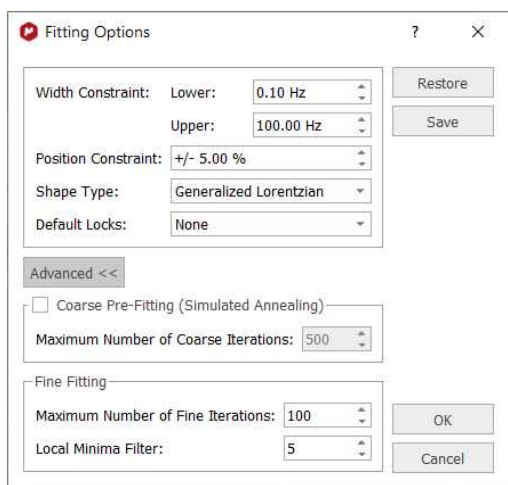 Fitting Options
? ×
Width Constraint: Lower: 0.10 Hz
Upper: 100.00 Hz
Position Constraint: +/- 5.00 %
Shape Type: Generalized Lorentzian
Default Locks: None
Restore
Save
Advanced <<
Coarse Pre-Fitting (Simulated Annealing)
Maximum Number of Coarse Iterations: 500
Fine Fitting
Maximum Number of Fine Iterations: 100
Local Minima Filter: 5
OK
Cancel